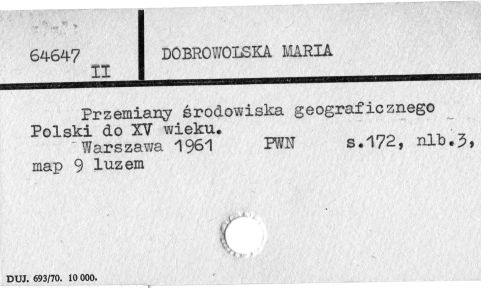 64647
II
DOBROWOLSKA MARIA
Przemiany środowiska geograficznego
Polski do XV wieku.
Warszawa 1961 PWN s.172, nlb.3,
map 9 luzem
DUJ. 693/70. 10 000.